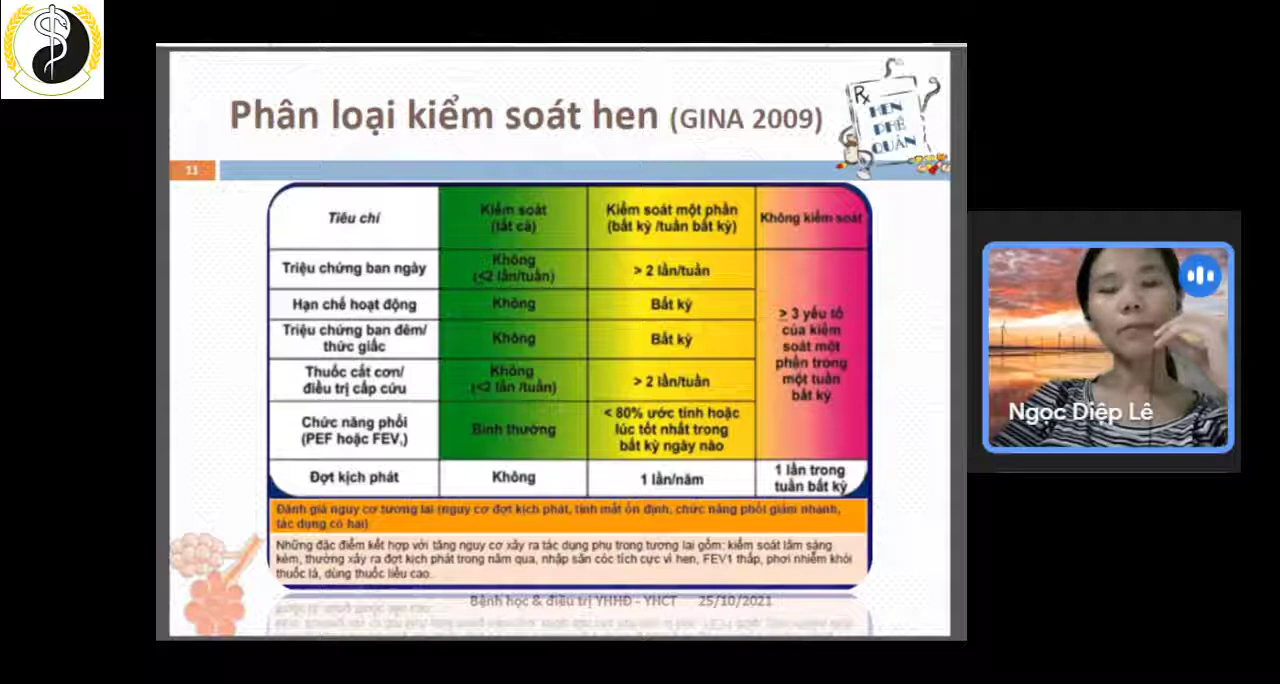 Phân loại kiểm soát hen (GINA 2009)
Rx
HEN
PHẾ
QUẢN
11
Tiêu chí
Kiểm soát
(tất cả)
Kiểm soát một phần
(bất kỳ /tuần bất kỳ)
Không kiểm soát
Triệu chứng ban ngày
Không
(≤2 lần/tuần)
> 2 lần/tuần
≥ 3 yếu tố
của kiểm
soát một
phần trong
một tuần
bất kỳ
Hạn chế hoạt động
Không
Bất kỳ
Triệu chứng ban đêm/
thức giấc
Không
Bất kỳ
Thuốc cắt cơn/
điều trị cấp cứu
Không
(≤2 lần /tuần)
> 2 lần/tuần
Chức năng phổi
(PEF hoặc FEV₁)
Bình thường
< 80% ước tính hoặc
lúc tốt nhất trong
bất kỳ ngày nào
Đợt kịch phát
Không
1 lần/năm
1 lần trong
tuần bất kỳ
Đánh giá nguy cơ tương lai (nguy cơ đợt kịch phát, tính mất ổn định, chức năng phổi giảm nhanh,
tác dụng có hại)
Những đặc điểm kết hợp với tăng nguy cơ xảy ra tác dụng phụ trong tương lai gồm: kiểm soát lâm sàng
kém, thường xảy ra đợt kịch phát trong năm qua, nhập săn cóc tích cực vì hen, FEV1 thấp, phơi nhiễm khói
thuốc lá, dùng thuốc liều cao.
Bệnh học & điều trị YHHĐ - YHCT 25/10/2021
Ngọc Diệp Lê